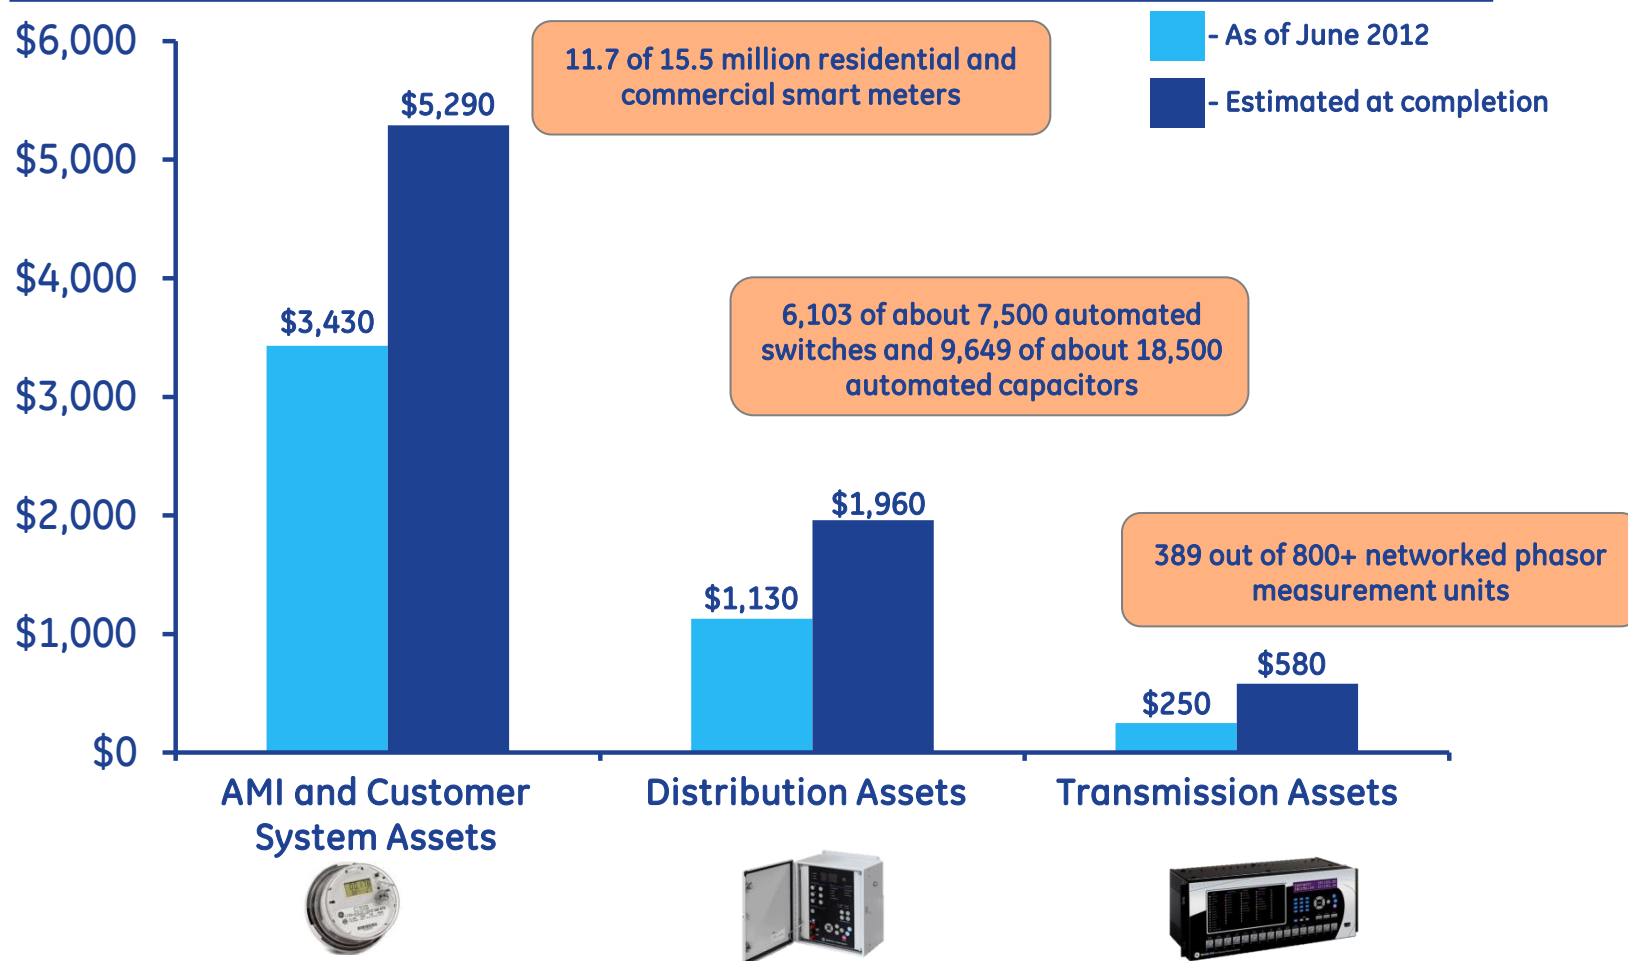 $6,000
$5,000
$4,000
$3,000
$2,000
$1,000
$0
$3,430
$5,290
$1,130
$1,960
$250
$580
11.7 of 15.5 million residential and
commercial smart meters
6,103 of about 7,500 automated
switches and 9,649 of about 18,500
automated capacitors
389 out of 800+ networked phasor
measurement units
- As of June 2012
- Estimated at completion
AMI and Customer
System Assets
Distribution Assets
Transmission Assets